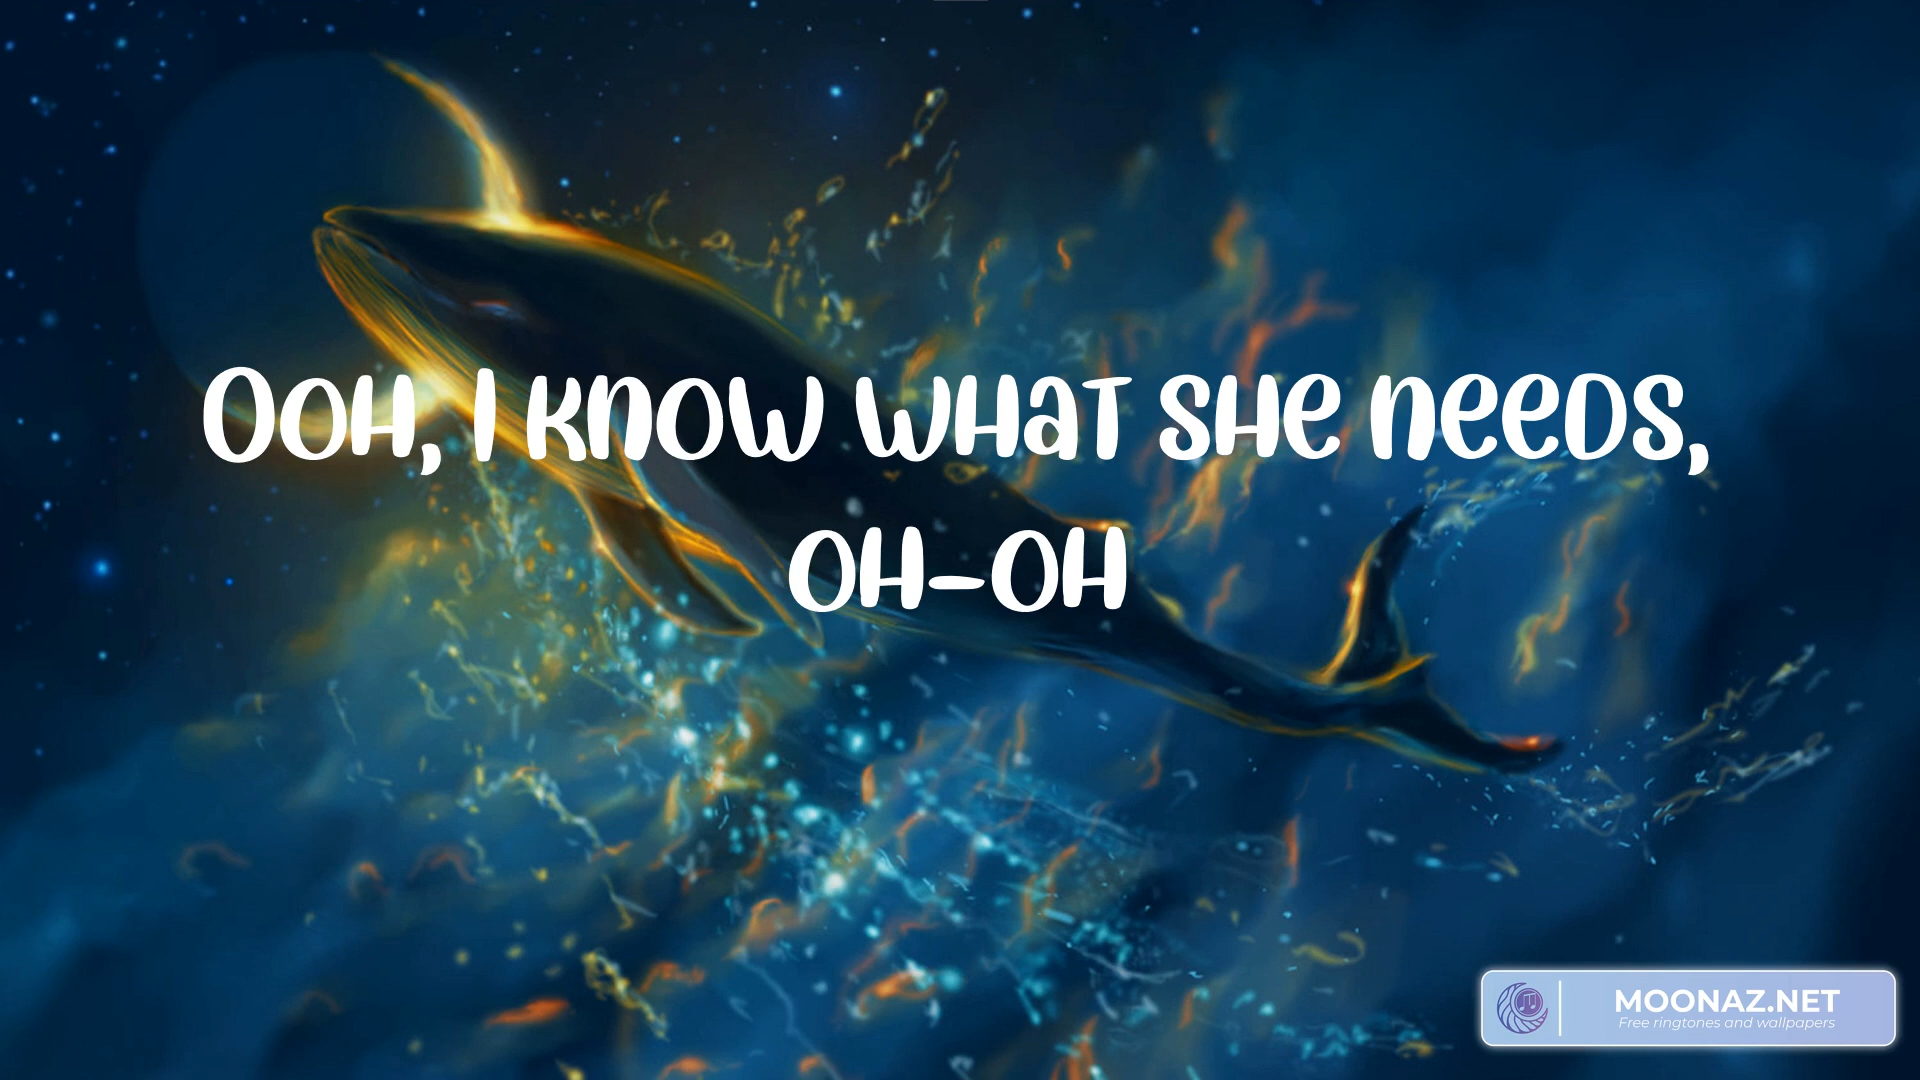 Ooh, I know what she needs,
oh-oh
MOONAZ.NET
Free ringtones and wallpapers